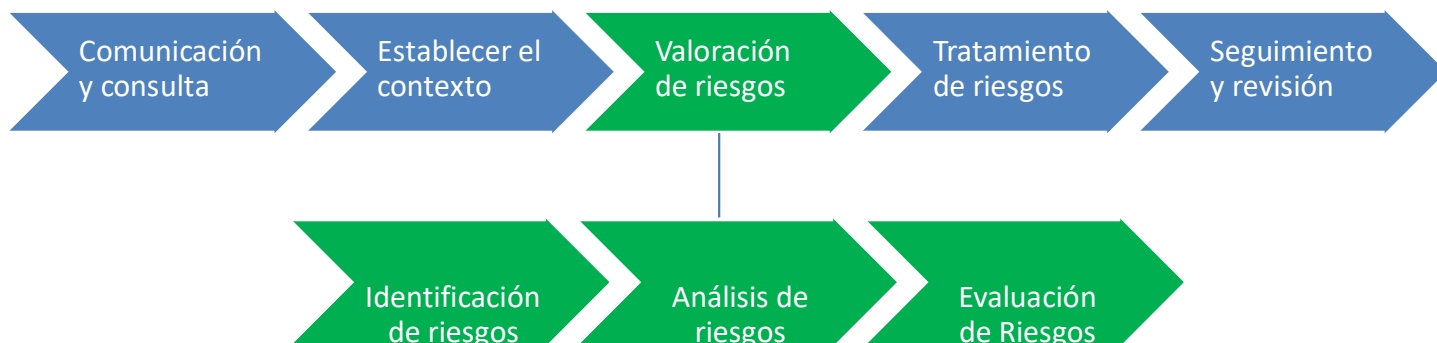 Comunicación
y consulta
Establecer el
contexto
Valoración
de riesgos
Tratamiento
de riesgos
Seguimiento
y revisión
Identificación
de riesgos
Análisis de
riesgos
Evaluación
de Riesgos